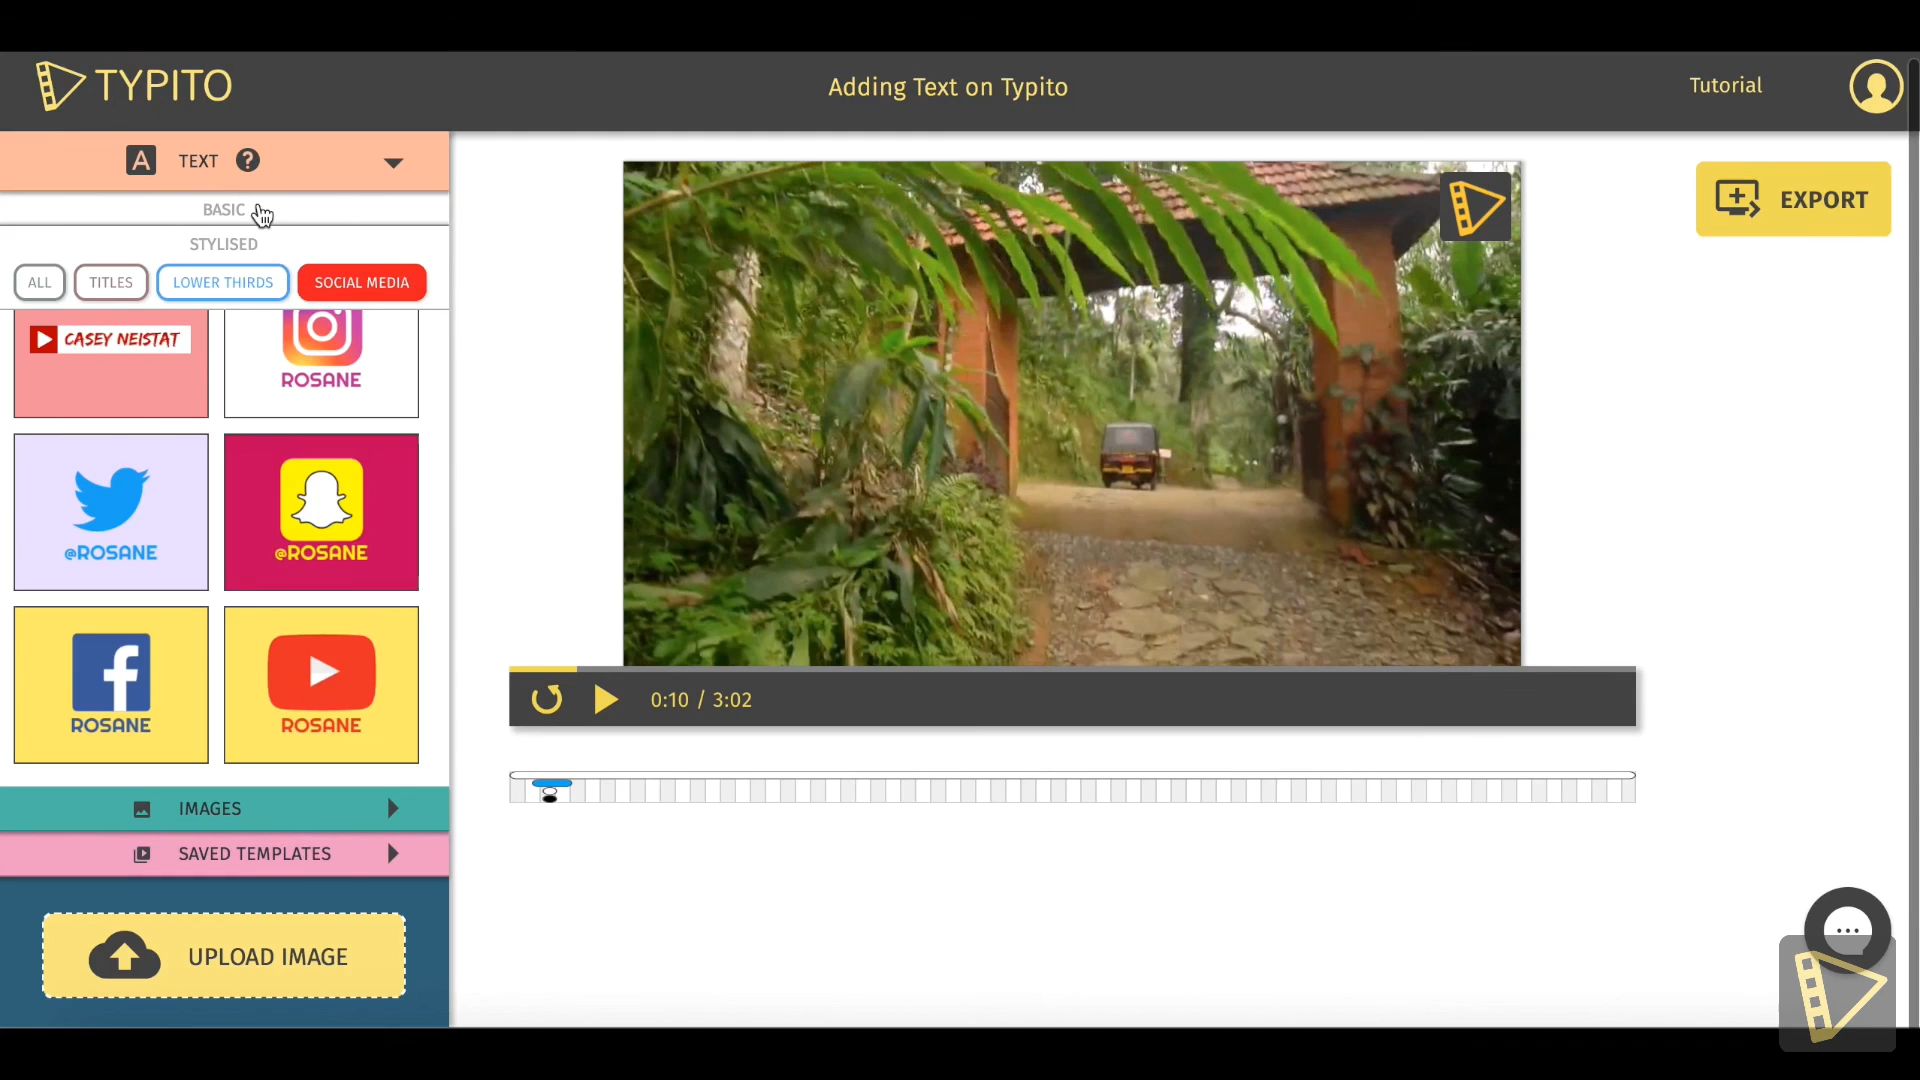 TYPITO
Adding Text on Typito
Tutorial
A TEXT ?
BASIC
STYLISED
ALL
TITLES
LOWER THIRDS
SOCIAL MEDIA
CASEY NEISTAT
ROSANE
@ROSANE
@ROSANE
f
ROSANE
ROSANE
IMAGES
SAVED TEMPLATES
UPLOAD IMAGE
EXPORT
0:10 / 3:02